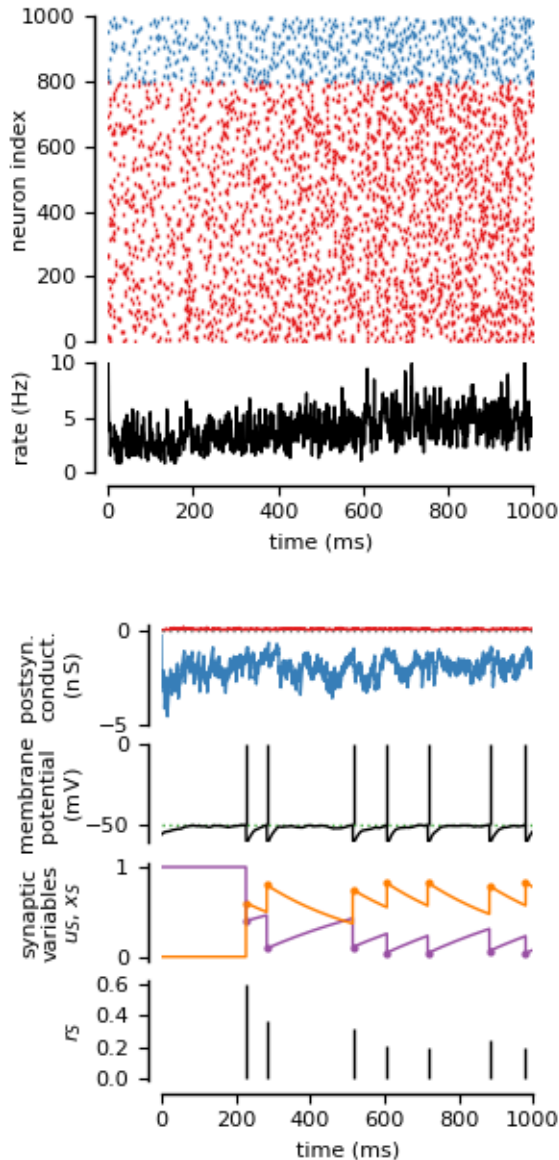 1000
800
600
400
200
0
neuron index
10
5
0
rate (Hz)
0 200 400 600 800 1000
time (ms)
0
−5
postsyn.
conduct.
(n S)
0
−50
membrane
potential
(mV)
1
0
synaptic
variables
uS, xS
0.6
0.4
0.2
0.0
rS
0 200 400 600 800 1000
time (ms)